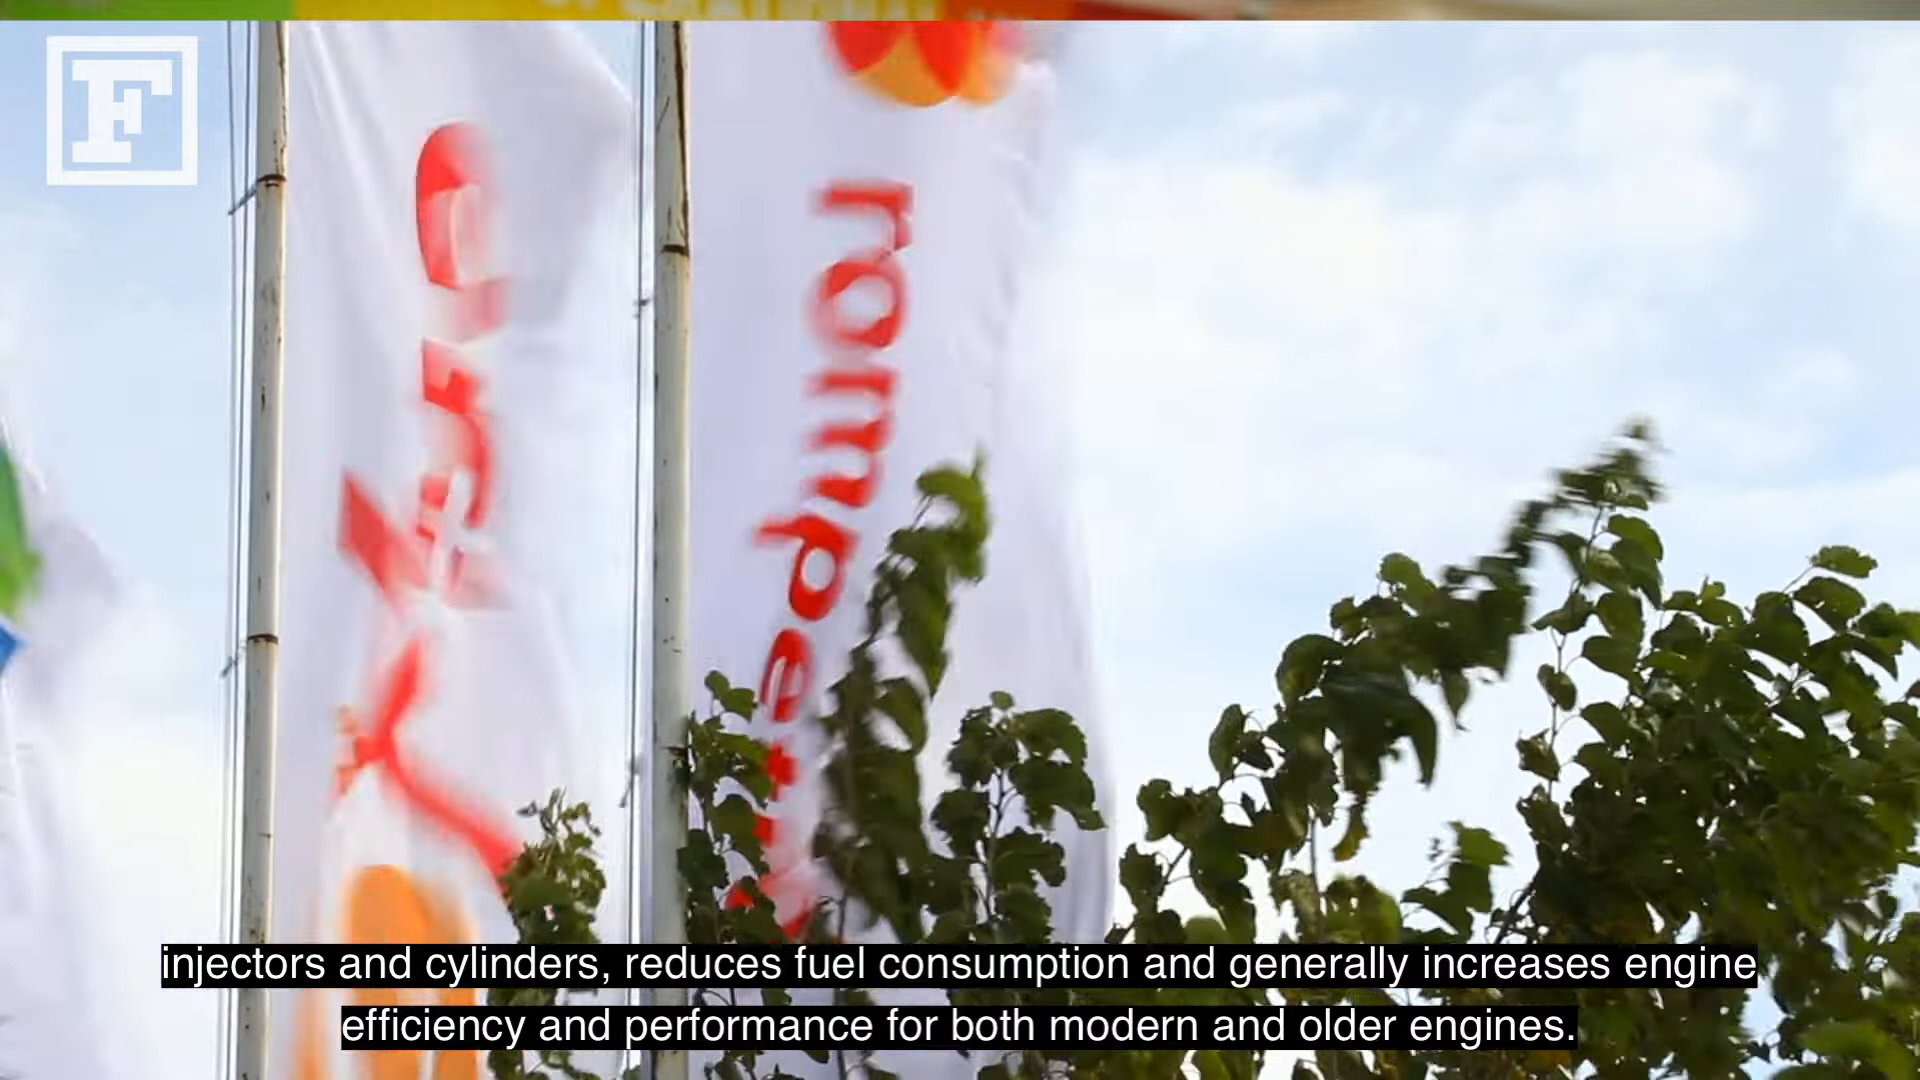 F
rompetrol
injectors and cylinders, reduces fuel consumption and generally increases engine
efficiency and performance for both modern and older engines.